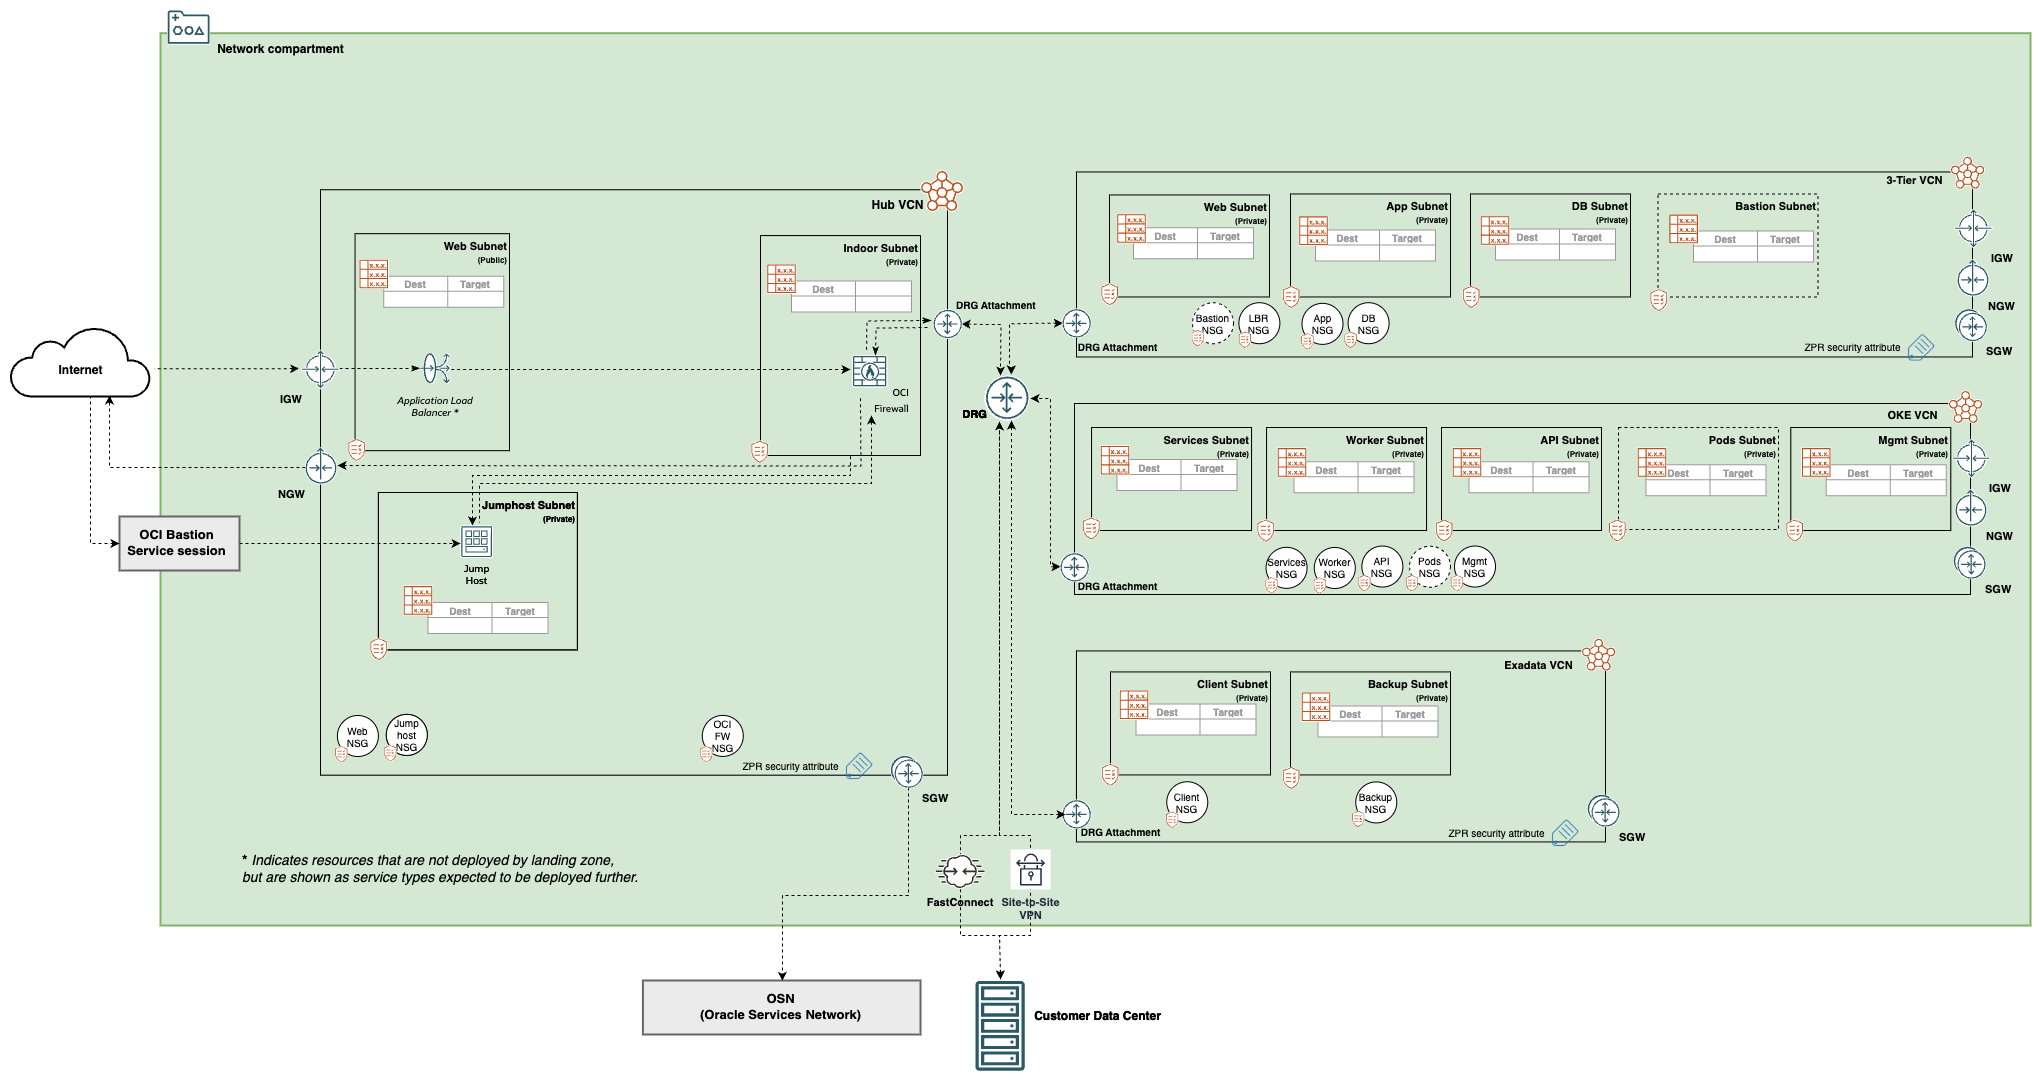 Network compartment
Hub VCN
Web Subnet
(Public)
x.x.x.
x.x.x.
x.x.x.
Dest
Target
Indoor Subnet
(Private)
x.x.x.
x.x.x.
x.x.x.
Dest
DRG Attachment
Internet
IGW
Application Load
Balancer *
OCI
Firewall
NGW
OCI Bastion
Service session
Jumphost Subnet
(Private)
Jump
Host
x.x.x.
x.x.x.
x.x.x.
Dest
Target
Web
NSG
Jump
host
NSG
OCI
FW
NSG
ZPR security attribute
SGW
DRG
* Indicates resources that are not deployed by landing zone,
but are shown as service types expected to be deployed further.
FastConnect
Site-to-Site
VPN
OSN
(Oracle Services Network)
Customer Data Center
3-Tier VCN
Web Subnet
(Private)
x.x.x.
x.x.x.
x.x.x.
Dest
Target
App Subnet
(Private)
x.x.x.
x.x.x.
x.x.x.
Dest
Target
DB Subnet
(Private)
x.x.x.
x.x.x.
x.x.x.
Dest
Target
Bastion Subnet
x.x.x.
x.x.x.
x.x.x.
Dest
Target
IGW
NGW
SGW
Bastion
NSG
LBR
NSG
App
NSG
DB
NSG
DRG Attachment
ZPR security attribute
OKE VCN
Services Subnet
(Private)
x.x.x.
x.x.x.
x.x.x.
Dest
Target
Worker Subnet
(Private)
x.x.x.
x.x.x.
x.x.x.
Dest
Target
API Subnet
(Private)
x.x.x.
x.x.x.
x.x.x.
Dest
Target
Pods Subnet
(Private)
x.x.x.
x.x.x.
x.x.x.
Dest
Target
Mgmt Subnet
(Private)
x.x.x.
x.x.x.
x.x.x.
Dest
Target
IGW
NGW
SGW
Services
NSG
Worker
NSG
API
NSG
Pods
NSG
Mgmt
NSG
DRG Attachment
Exadata VCN
Client Subnet
(Private)
x.x.x.
x.x.x.
x.x.x.
Dest
Target
Backup Subnet
(Private)
x.x.x.
x.x.x.
x.x.x.
Dest
Target
Client
NSG
Backup
NSG
DRG Attachment
ZPR security attribute
SGW